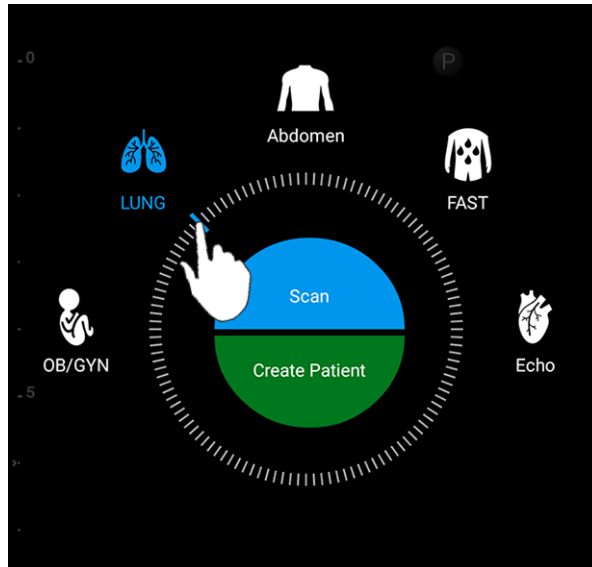 0
P
Abdomen
LUNG
FAST
Scan
OB/GYN
Echo
Create Patient
5